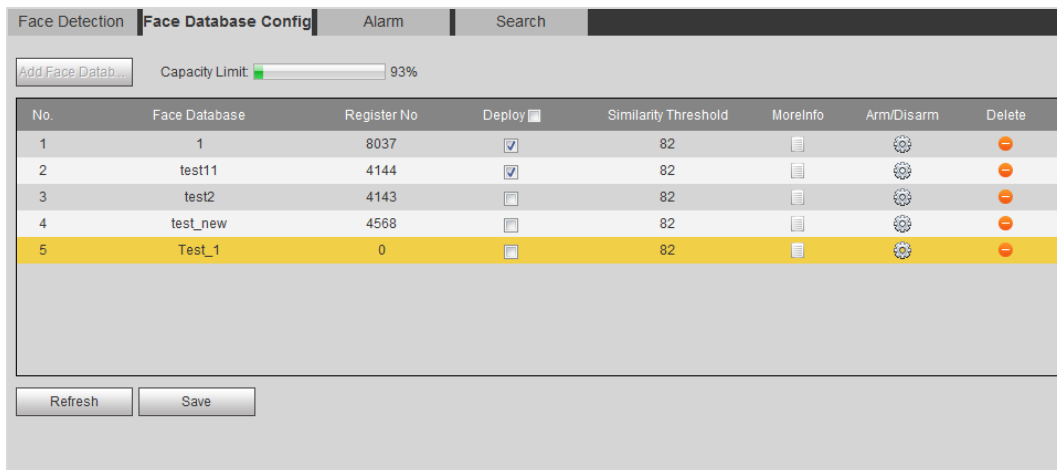 Face Detection Face Database Config Alarm Search
Add Face Datab... Capacity Limit: 93%
No. Face Database Register No Deploy Similarity Threshold MoreInfo Arm/Disarm Delete
1 1 8037 82
2 test11 4144 82
3 test2 4143 82
4 test_new 4568 82
5 Test_1 0 82
Refresh Save